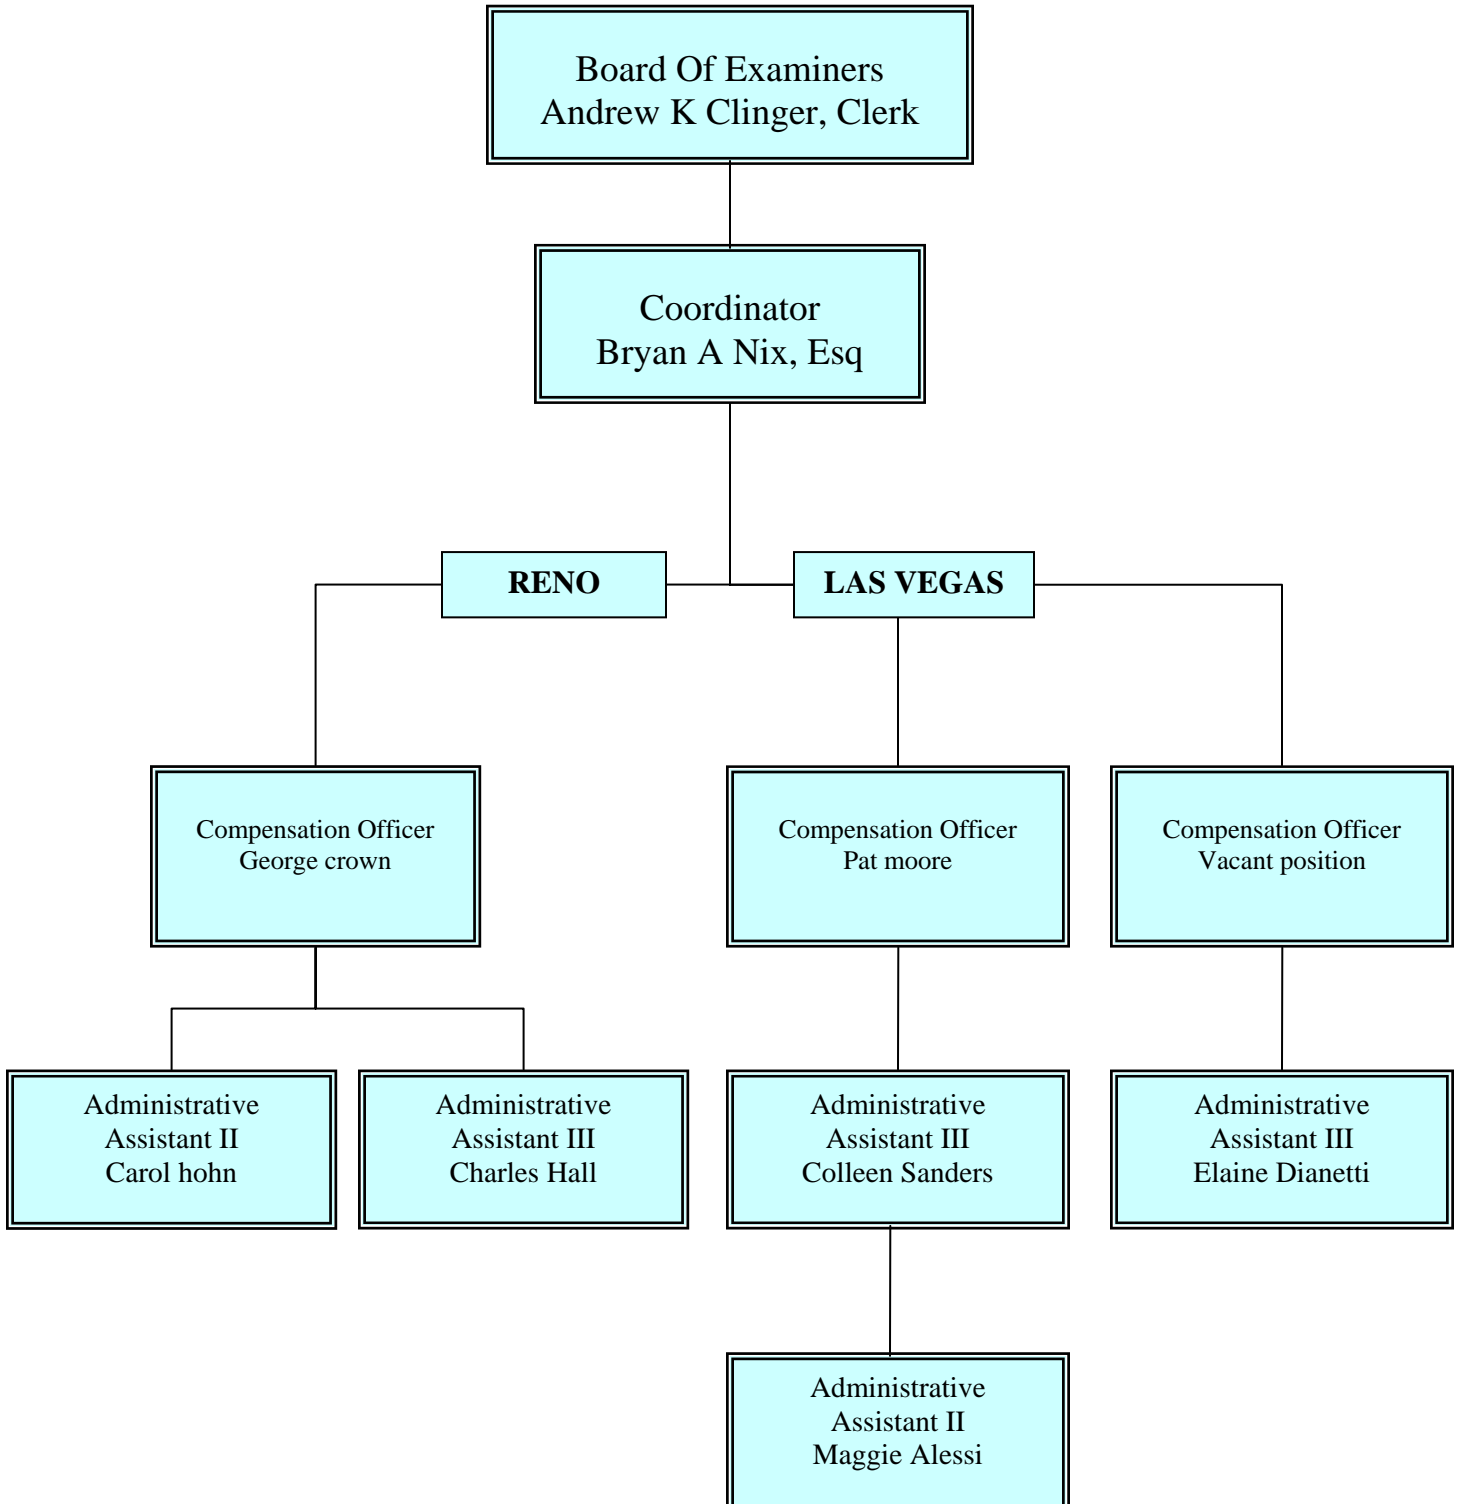 Board Of Examiners
Andrew K Clinger, Clerk
Coordinator
Bryan A Nix, Esq
RENO
LAS VEGAS
Compensation Officer
George crown
Compensation Officer
Pat moore
Compensation Officer
Vacant position
Administrative
Assistant II
Carol hohn
Administrative
Assistant III
Charles Hall
Administrative
Assistant III
Colleen Sanders
Administrative
Assistant III
Elaine Dianetti
Administrative
Assistant II
Maggie Alessi